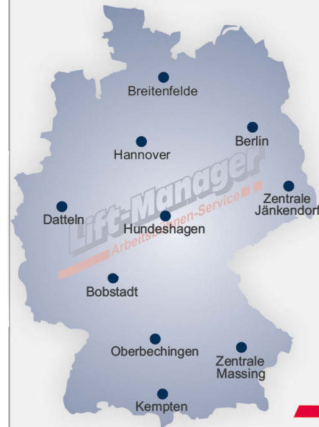 Breitenfelde
Berlin
Hannover
Lift-Manager
Arbeitsbühnen-Service
Zentrale
Jänkendorf
Datteln
Hundeshagen
Bobstadt
Oberbechingen
Zentrale
Massing
Kempten